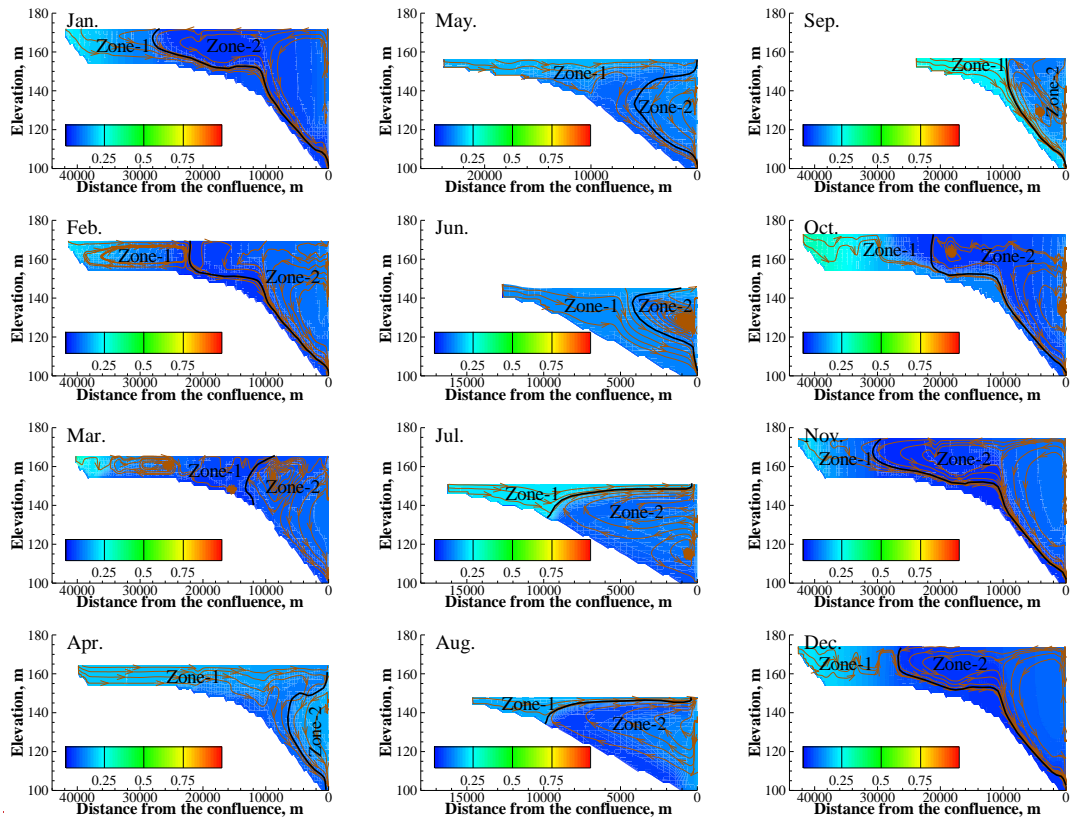 Jan.
180
160
140
120
100
Elevation, m
Zone-1
Zone-2
0.25 0.5 0.75
40000 30000 20000 10000 0
Distance from the confluence, m
May.
180
160
140
120
100
Elevation, m
Zone-1
Zone-2
0.25 0.5 0.75
20000 10000 0
Distance from the confluence, m
Sep.
180
160
140
120
100
Elevation, m
Zone-1
Zone-2
0.25 0.5 0.75
40000 30000 20000 10000 0
Distance from the confluence, m
Feb.
180
160
140
120
100
Elevation, m
Zone-1
Zone-2
0.25 0.5 0.75
40000 30000 20000 10000 0
Distance from the confluence, m
Jun.
180
160
140
120
100
Elevation, m
Zone-1
Zone-2
0.25 0.5 0.75
15000 10000 5000 0
Distance from the confluence, m
Oct.
180
160
140
120
100
Elevation, m
Zone-1
Zone-2
0.25 0.5 0.75
40000 30000 20000 10000 0
Distance from the confluence, m
Mar.
180
160
140
120
100
Elevation, m
Zone-1
Zone-2
0.25 0.5 0.75
40000 30000 20000 10000 0
Distance from the confluence, m
Jul.
180
160
140
120
100
Elevation, m
Zone-1
Zone-2
0.25 0.5 0.75
15000 10000 5000 0
Distance from the confluence, m
Nov.
180
160
140
120
100
Elevation, m
Zone-1
Zone-2
0.25 0.5 0.75
40000 30000 20000 10000 0
Distance from the confluence, m
Apr.
180
160
140
120
100
Elevation, m
Zone-1
Zone-2
0.25 0.5 0.75
40000 30000 20000 10000 0
Distance from the confluence, m
Aug.
180
160
140
120
100
Elevation, m
Zone-1
Zone-2
0.25 0.5 0.75
15000 10000 5000 0
Distance from the confluence, m
Dec.
180
160
140
120
100
Elevation, m
Zone-1
Zone-2
0.25 0.5 0.75
40000 30000 20000 10000 0
Distance from the confluence, m